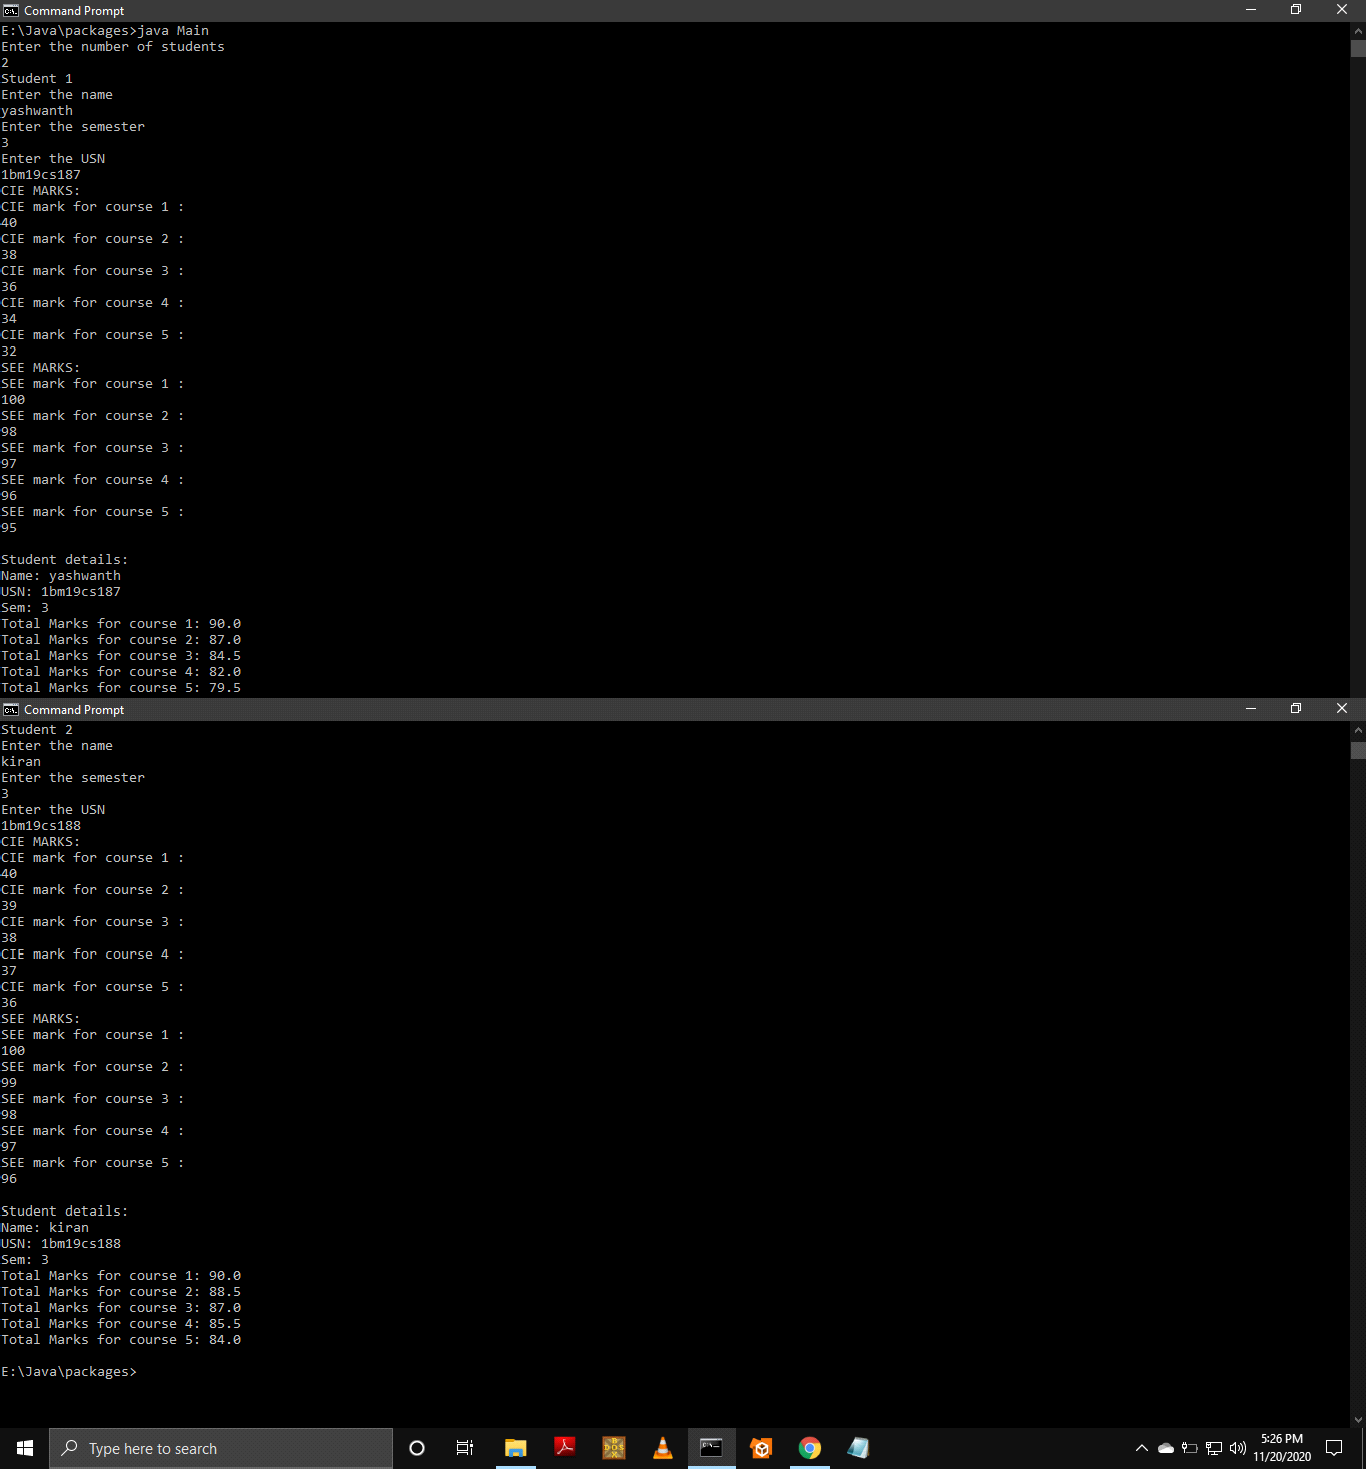 Command Prompt
E:\Java\packages>java Main
Enter the number of students
2
Student 1
Enter the name
yashwanth
Enter the semester
3
Enter the USN
1bm19cs187
CIE MARKS:
CIE mark for course 1 :
40
CIE mark for course 2 :
38
CIE mark for course 3 :
36
CIE mark for course 4 :
34
CIE mark for course 5 :
32
SEE MARKS:
SEE mark for course 1 :
100
SEE mark for course 2 :
98
SEE mark for course 3 :
97
SEE mark for course 4 :
96
SEE mark for course 5 :
95
Student details:
Name: yashwanth
USN: 1bm19cs187
Sem: 3
Total Marks for course 1: 90.0
Total Marks for course 2: 87.0
Total Marks for course 3: 84.5
Total Marks for course 4: 82.0
Total Marks for course 5: 79.5
Command Prompt
Student 2
Enter the name
kiran
Enter the semester
3
Enter the USN
1bm19cs188
CIE MARKS:
CIE mark for course 1 :
40
CIE mark for course 2 :
39
CIE mark for course 3 :
38
CIE mark for course 4 :
37
CIE mark for course 5 :
36
SEE MARKS:
SEE mark for course 1 :
100
SEE mark for course 2 :
99
SEE mark for course 3 :
98
SEE mark for course 4 :
97
SEE mark for course 5 :
96
Student details:
Name: kiran
USN: 1bm19cs188
Sem: 3
Total Marks for course 1: 90.0
Total Marks for course 2: 88.5
Total Marks for course 3: 87.0
Total Marks for course 4: 85.5
Total Marks for course 5: 84.0
E:\Java\packages>
Type here to search
5:26 PM
11/20/2020